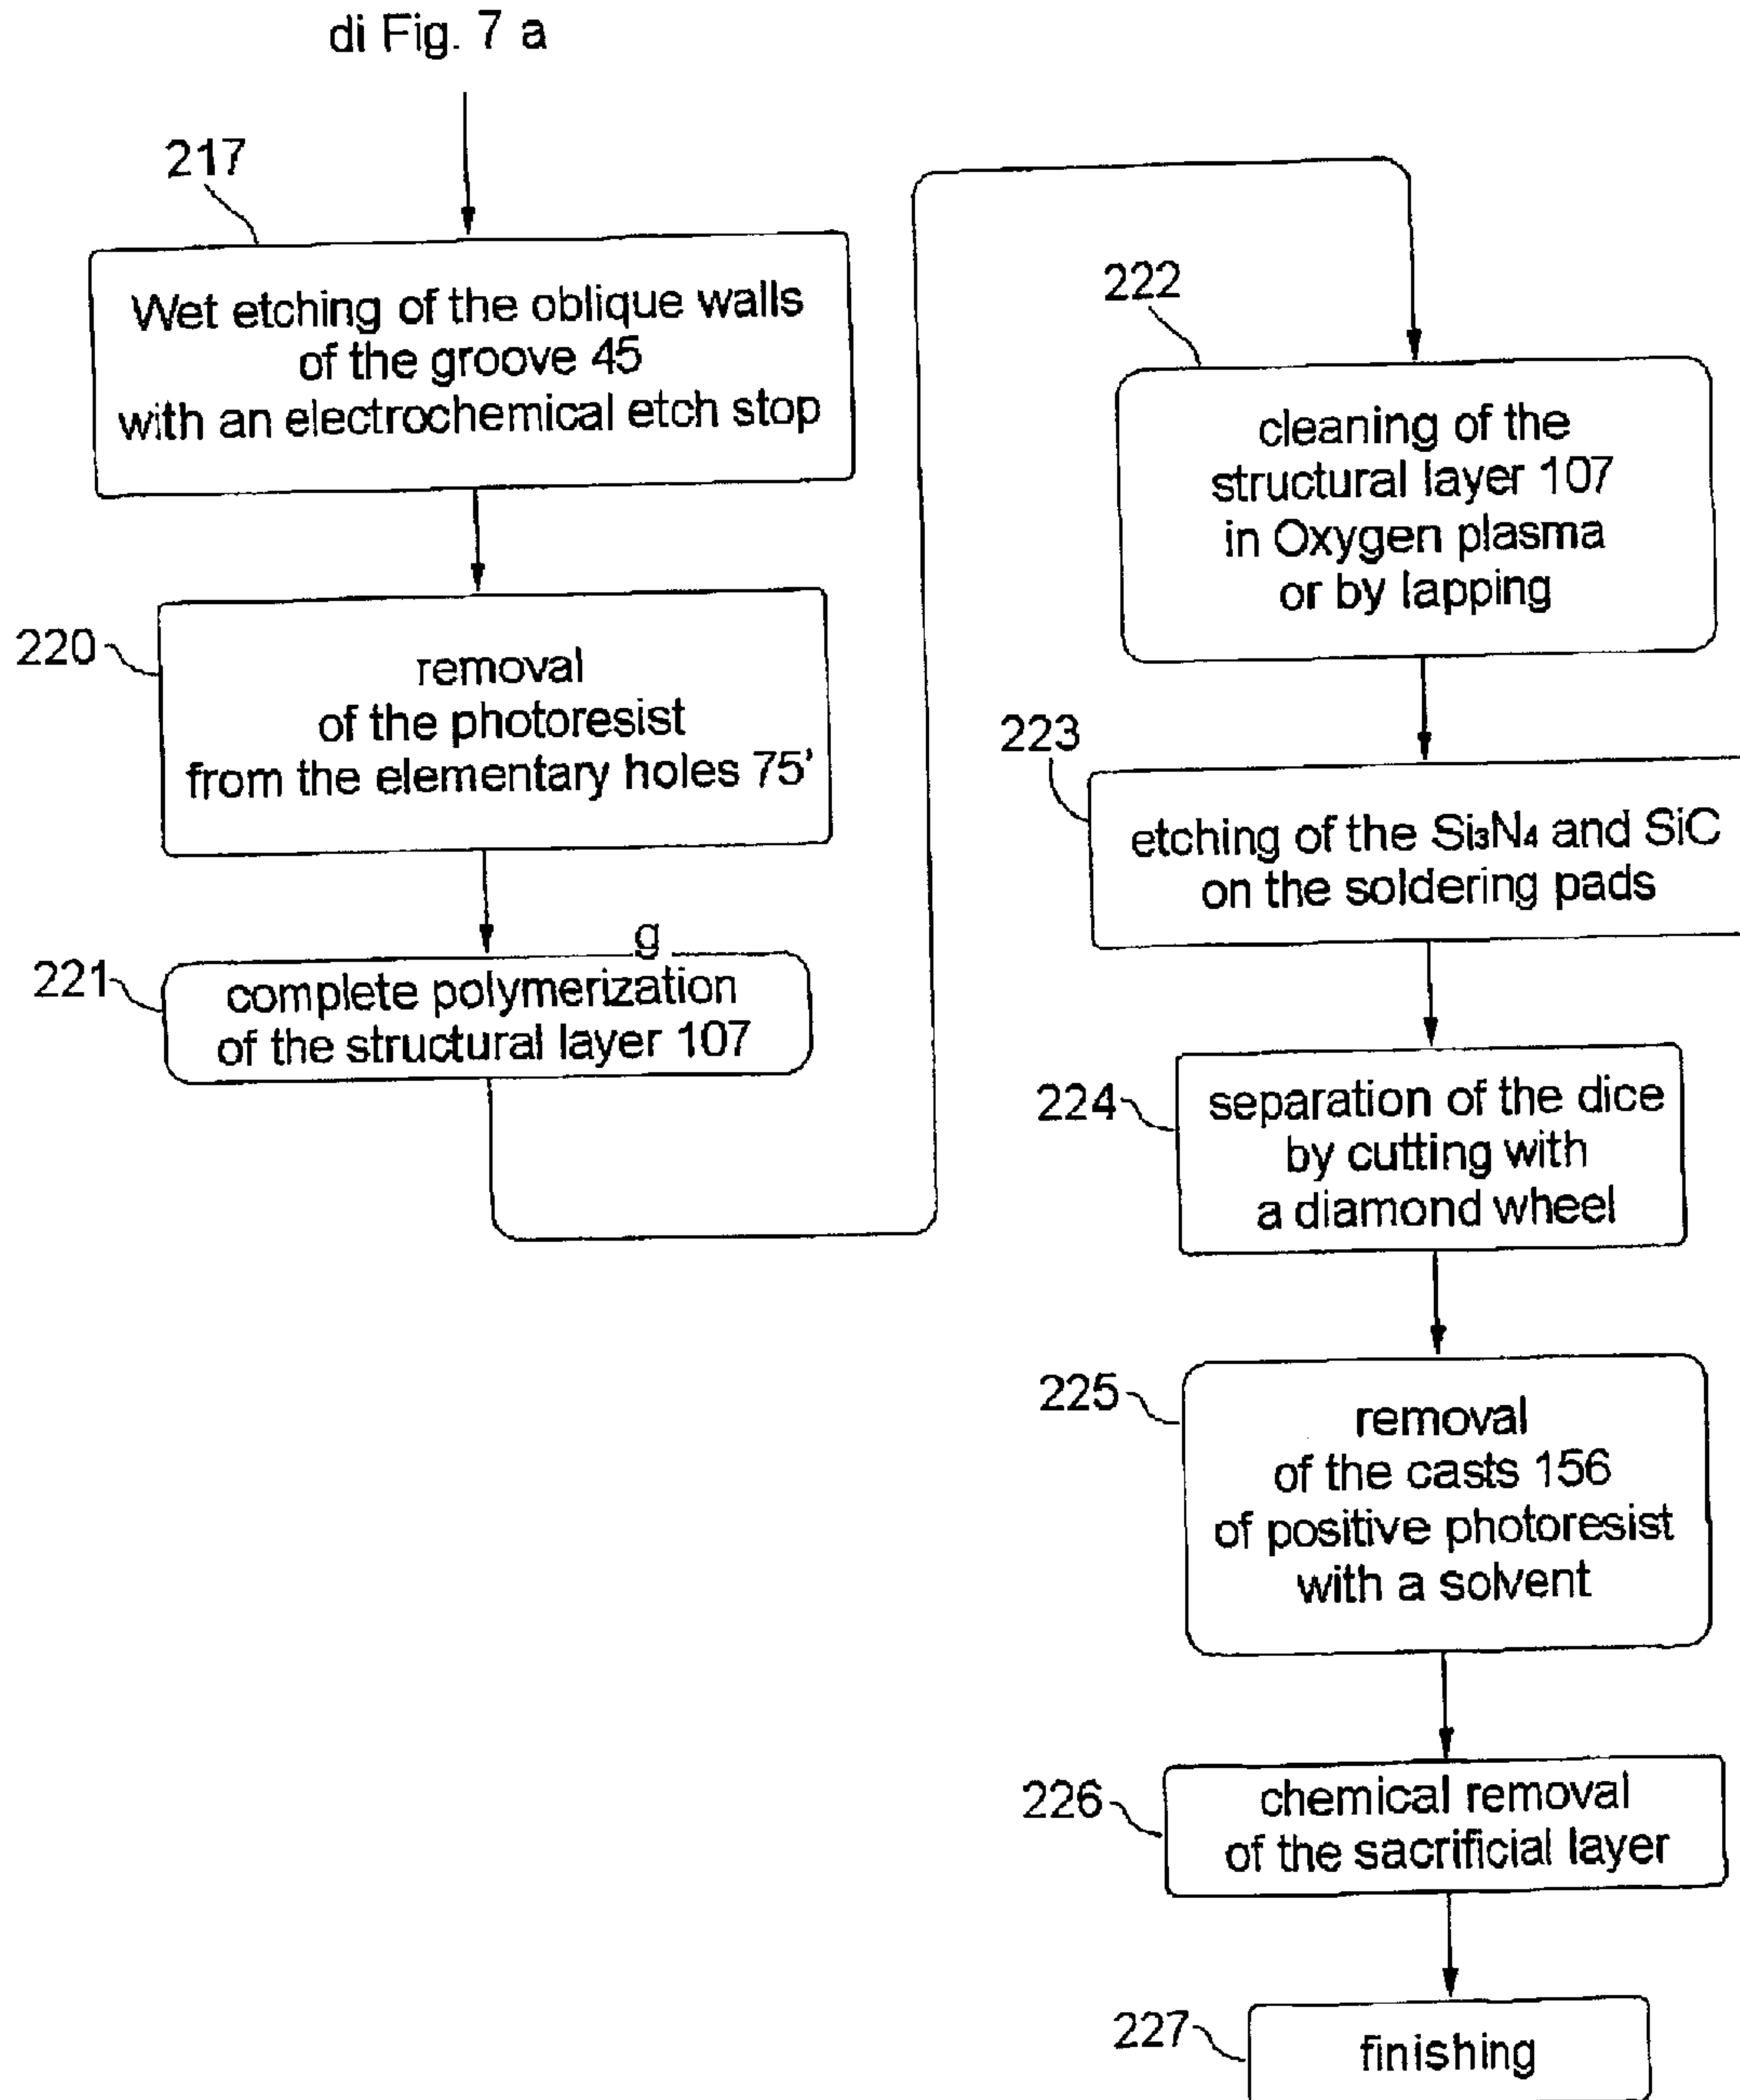 di Fig. 7 a
217
Wet etching of the oblique walls
of the groove 45
with an electrochemical etch stop
220
removal
of the photoresist
from the elementary holes 75'
g
221
complete polymerization
of the structural layer 107
222
cleaning of the
structural layer 107
in Oxygen plasma
or by lapping
223
etching of the Si₃N₄ and SiC
on the soldering pads
224
separation of the dice
by cutting with
a diamond wheel
225
removal
of the casts 156
of positive photoresist
with a solvent
226
chemical removal
of the sacrificial layer
227
finishing